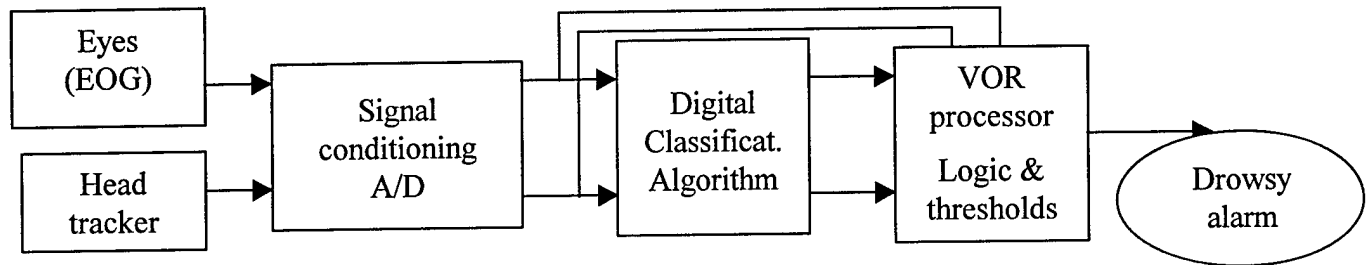 Eyes
(EOG)
Head
tracker
Signal
conditioning
A/D
Digital
Classificat.
Algorithm
VOR
processor
Logic &
thresholds
Drowsy
alarm